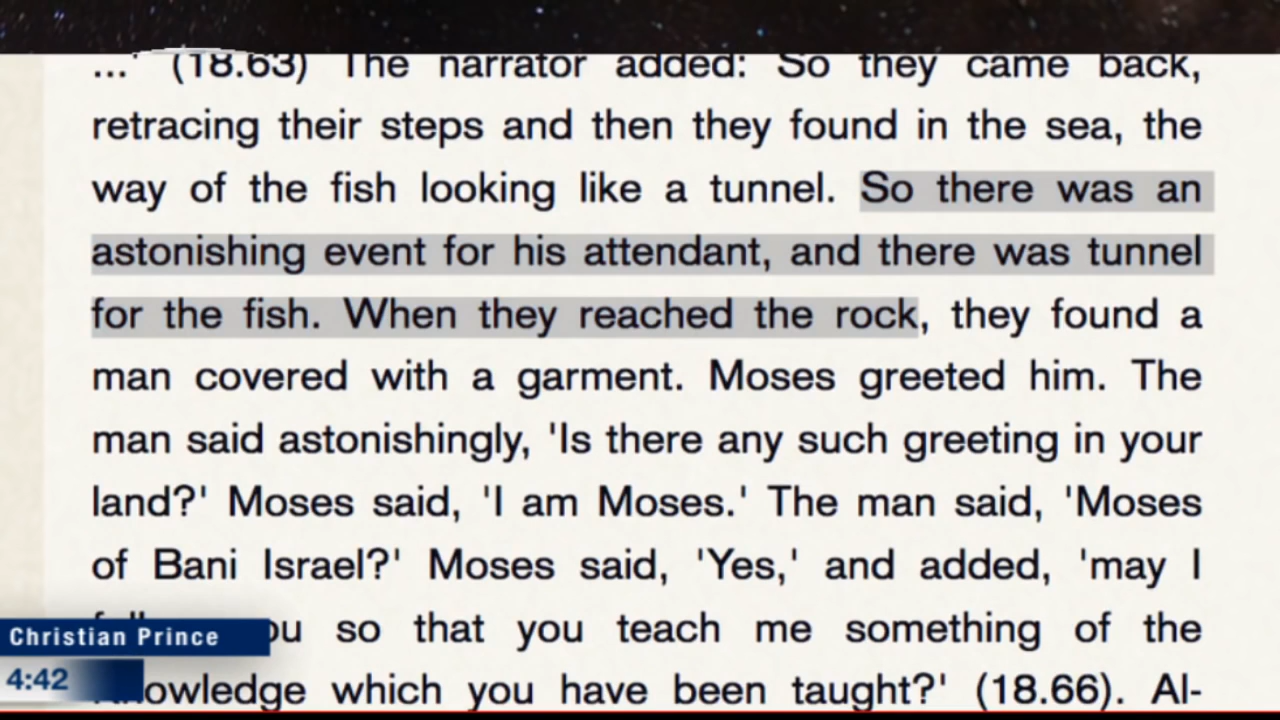 ...' (18.63) The narrator added: So they came back,
retracing their steps and then they found in the sea, the
way of the fish looking like a tunnel. So there was an
astonishing event for his attendant, and there was tunnel
for the fish. When they reached the rock, they found a
man covered with a garment. Moses greeted him. The
man said astonishingly, 'Is there any such greeting in your
land?' Moses said, 'I am Moses.' The man said, 'Moses
of Bani Israel?' Moses said, 'Yes,' and added, 'may I
so that you teach me something of the
Christian Prince
which you have been taught?' (18.66). Al-
4:42